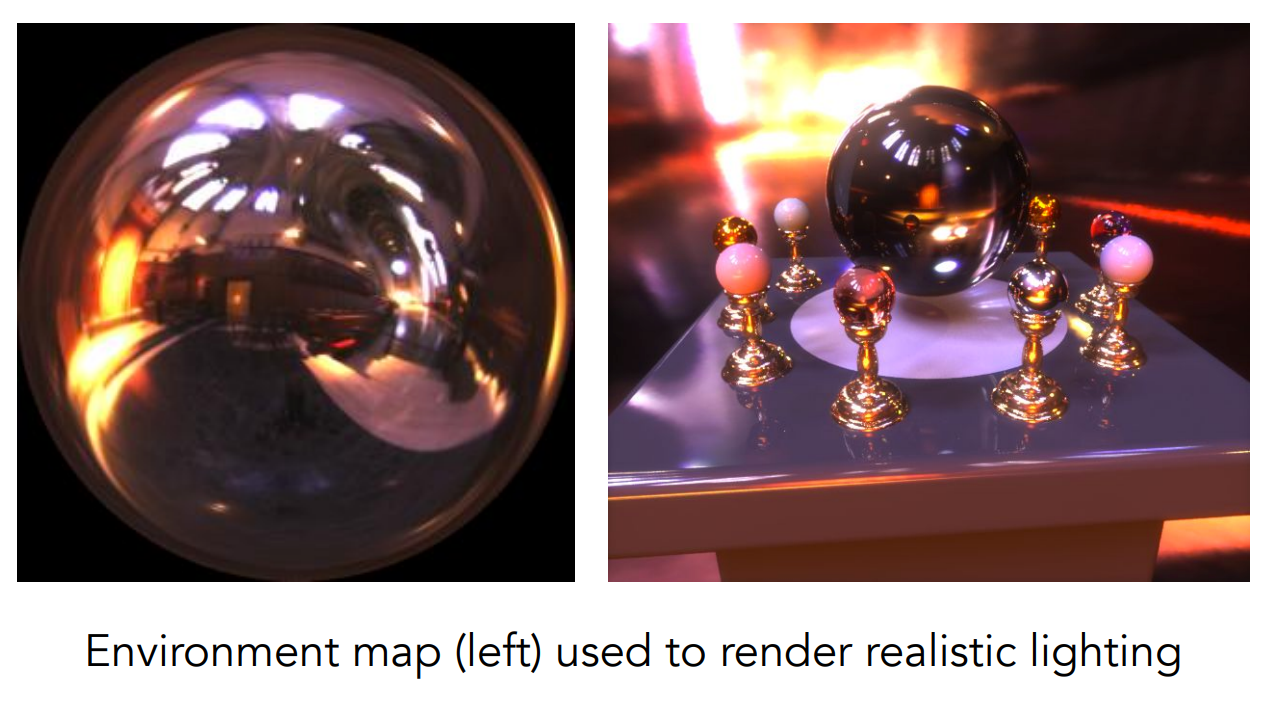 Environment map (left) used to render realistic lighting